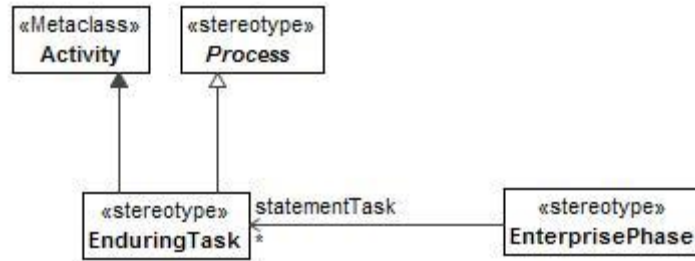 «Metaclass»
Activity
«stereotype»
Process
«stereotype»
EnduringTask
statementTask
*
«stereotype»
EnterprisePhase